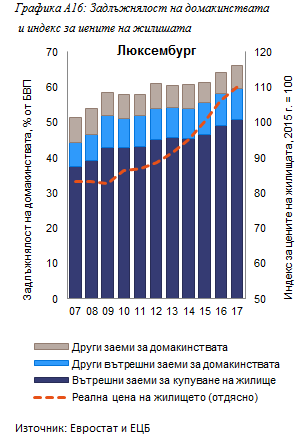 Графика А16: Задлъжнялост на домакинствата
и индекс за цените на жилишата
Люксембург
Задлъжнялост на домакинствата, % от БВП
70
60
50
40
30
20
10
0
120
110
100
90
80
70
60
50
Индекс за цените на жилищата, 2015 г. = 100
07 08 09 10 11 12 13 14 15 16 17
Други заеми за домакинствата
Други вътрешни заеми за домакинствата
Вътрешни заеми за купуване на жилище
Реална цена на жилището (отдясно)
Източник: Евростат и ЕЦБ